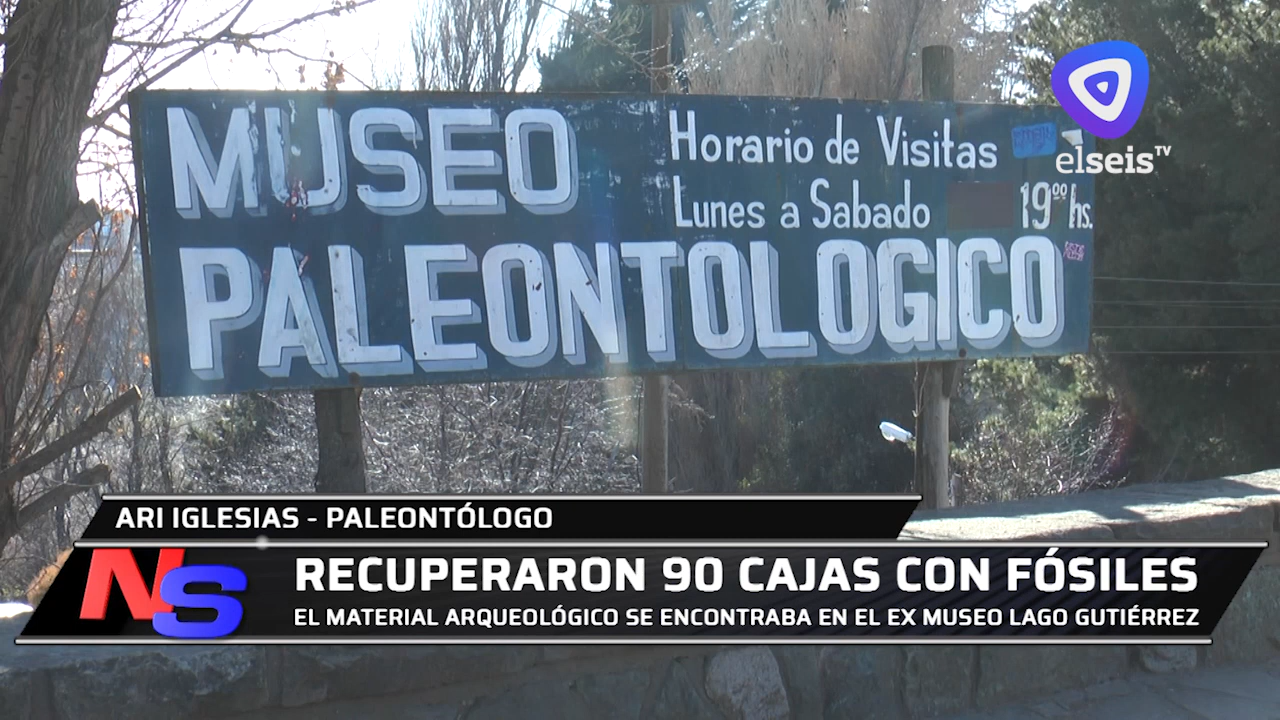 MUSEO
PALEONTOLOGICO
Horario de Visitas
Lunes a Sabado 19⁰⁰ hs.
elseis TV
ARI IGLESIAS - PALEONTÓLOGO
NS
RECUPERARON 90 CAJAS CON FÓSILES
EL MATERIAL ARQUEOLÓGICO SE ENCONTRABA EN EL EX MUSEO LAGO GUTIÉRREZ